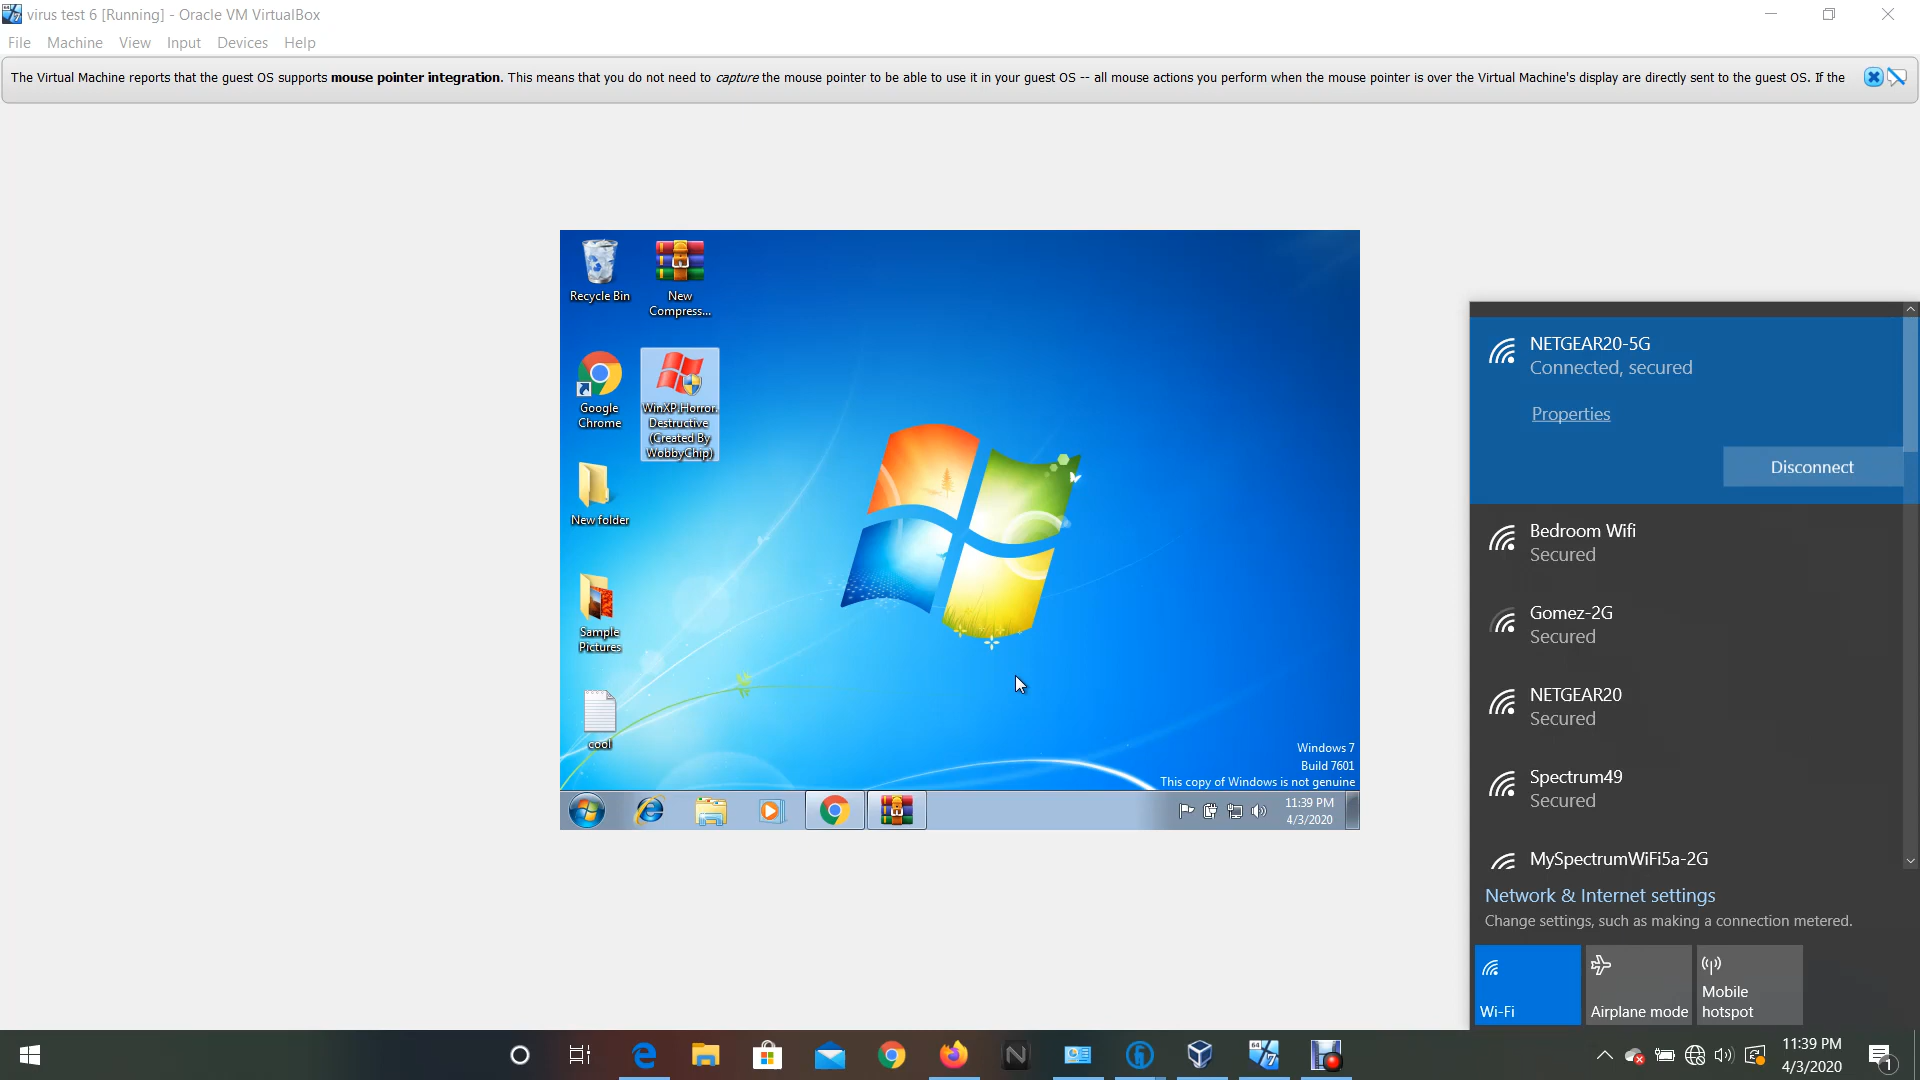 virus test 6 [Running] - Oracle VM VirtualBox
File Machine View Input Devices Help
The Virtual Machine reports that the guest OS supports mouse pointer integration. This means that you do not need to capture the mouse pointer to be able to use it in your guest OS -- all mouse actions you perform when the mouse pointer is over the Virtual Machine's display are directly sent to the guest OS. If the
Recycle Bin
New
Compress...
Google
Chrome
WinXP.Horror.
Destructive
(Created By
WobbyChip)
New folder
Sample
Pictures
cool
Windows 7
Build 7601
This copy of Windows is not genuine
11:39 PM
4/3/2020
NETGEAR20-5G
Connected, secured
Properties
Disconnect
Bedroom Wifi
Secured
Gomez-2G
Secured
NETGEAR20
Secured
Spectrum49
Secured
MySpectrumWiFi5a-2G
Network & Internet settings
Change settings, such as making a connection metered.
Wi-Fi
Airplane mode
Mobile
hotspot
11:39 PM
4/3/2020
1